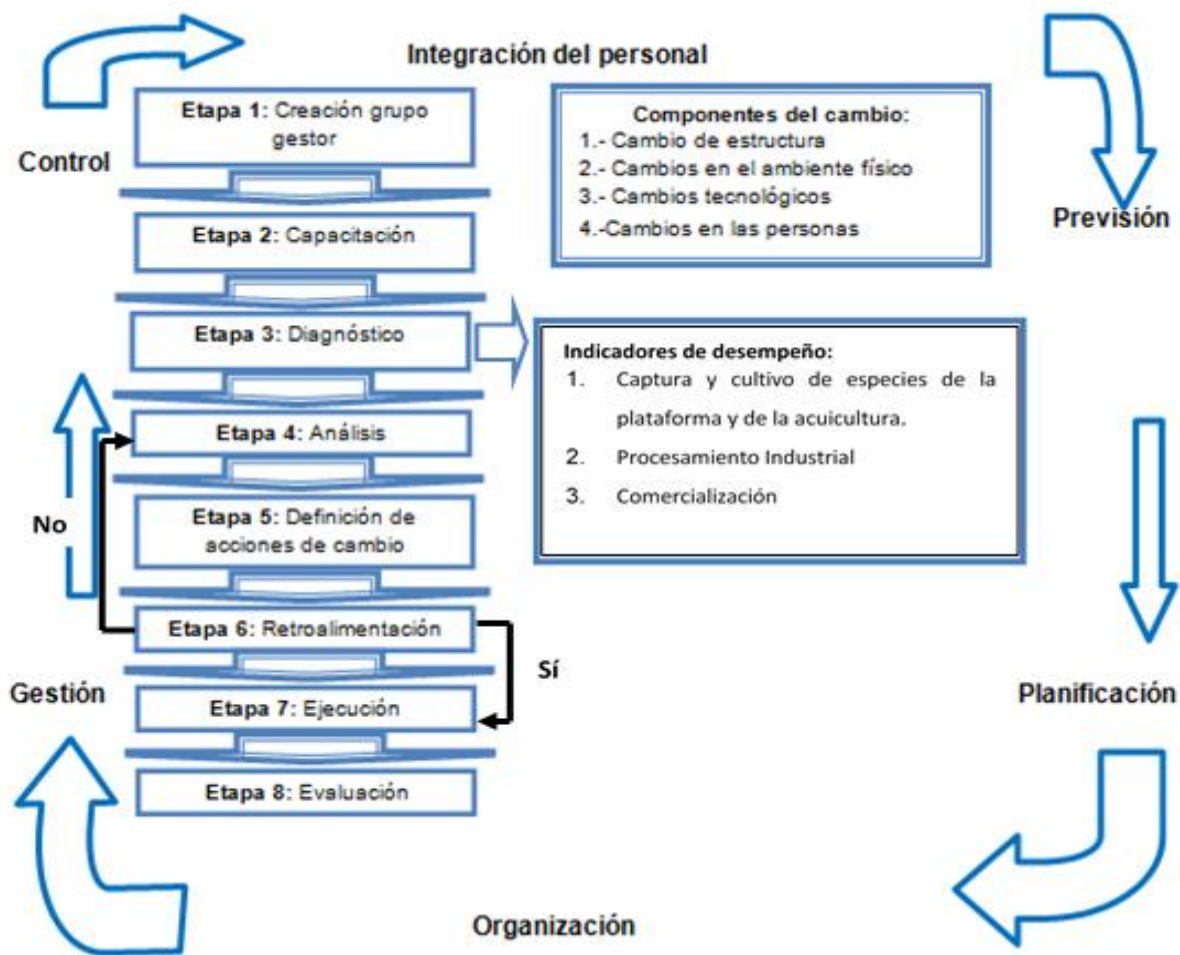 Integración del personal
Etapa 1: Creación grupo
gestor
Control
Componentes del cambio:
1.- Cambio de estructura
2.- Cambios en el ambiente físico
3.- Cambios tecnológicos
4.-Cambios en las personas
Previsión
Etapa 2: Capacitación
Etapa 3: Diagnóstico
Indicadores de desempeño:
1. Captura y cultivo de especies de la
plataforma y de la acuicultura.
2. Procesamiento Industrial
3. Comercialización
Etapa 4: Análisis
No
Etapa 5: Definición de
acciones de cambio
Etapa 6: Retroalimentación
Sí
Gestión
Planificación
Etapa 7: Ejecución
Etapa 8: Evaluación
Organización